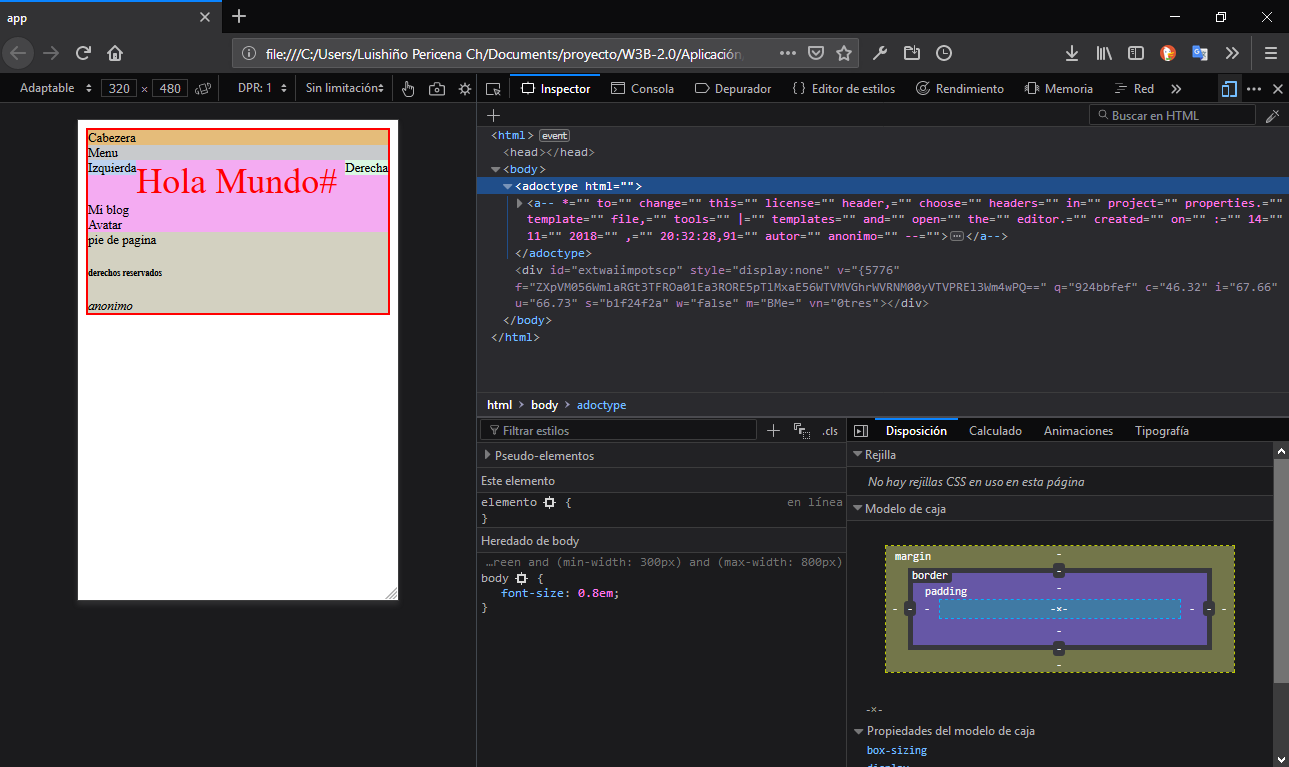 app
file:///C:/Users/Luishiño Pericena Ch/Documents/proyecto/W3B-2.0/Aplicación,
Adaptable 320 × 480 DPR: 1 Sin limitación
Inspector Consola Depurador {} Editor de estilos Rendimiento Memoria Red
Buscar en HTML
<html> event
<head></head>
<body>
<adoctype html="">
<a-- *="" to="" change="" this="" license="" header,="" choose="" headers="" in="" project="" properties.=""
template="" file,="" tools="" |="" templates="" and="" open="" the="" editor.="" created="" on="" :="" 14=""
11="" 2018="" ,="" 20:32:28,91="" autor="" anonimo="" --=""></a-->
</adoctype>
<div id="extwaiimpotscp" style="display:none" v="{5776"
f="ZXpVM056WmlaRGt3TFROa01Ea3RORE5pTlMxaE56WTVMVGhrWVRNM00yVTVPREl3Wm4wPQ==" q="924bbfef" c="46.32" i="67.66"
u="66.73" s="b1f24f2a" w="false" m="BMe=" vn="0tres"></div>
</body>
</html>
html > body > adoctype
Cabezera
Menu
Izquierda Hola Mundo# Derecha
Mi blog
Avatar
pie de pagina
derechos reservados
anonimo
Filtrar estilos + .cls
Pseudo-elementos
Este elemento
elemento { en línea
}
Heredado de body
…reen and (min-width: 300px) and (max-width: 800px)
body {
font-size: 0.8em;
}
Disposición Calculado Animaciones Tipografía
Rejilla
No hay rejillas CSS en uso en esta página
Modelo de caja
margin -
border -
padding -
- - - -×- - - -
-
-
-
-×-
Propiedades del modelo de caja
box-sizing
display